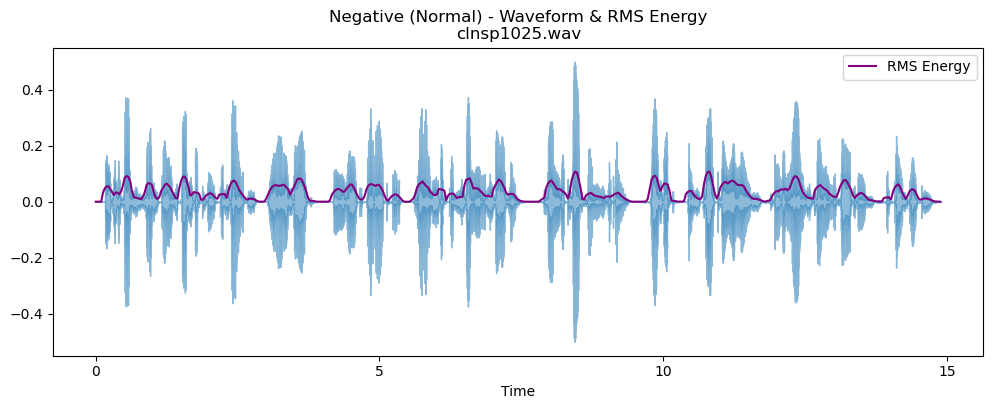 Negative (Normal) - Waveform & RMS Energy
clnsp1025.wav
RMS Energy
0.4
0.2
0.0
−0.2
−0.4
0 5 10 15
Time